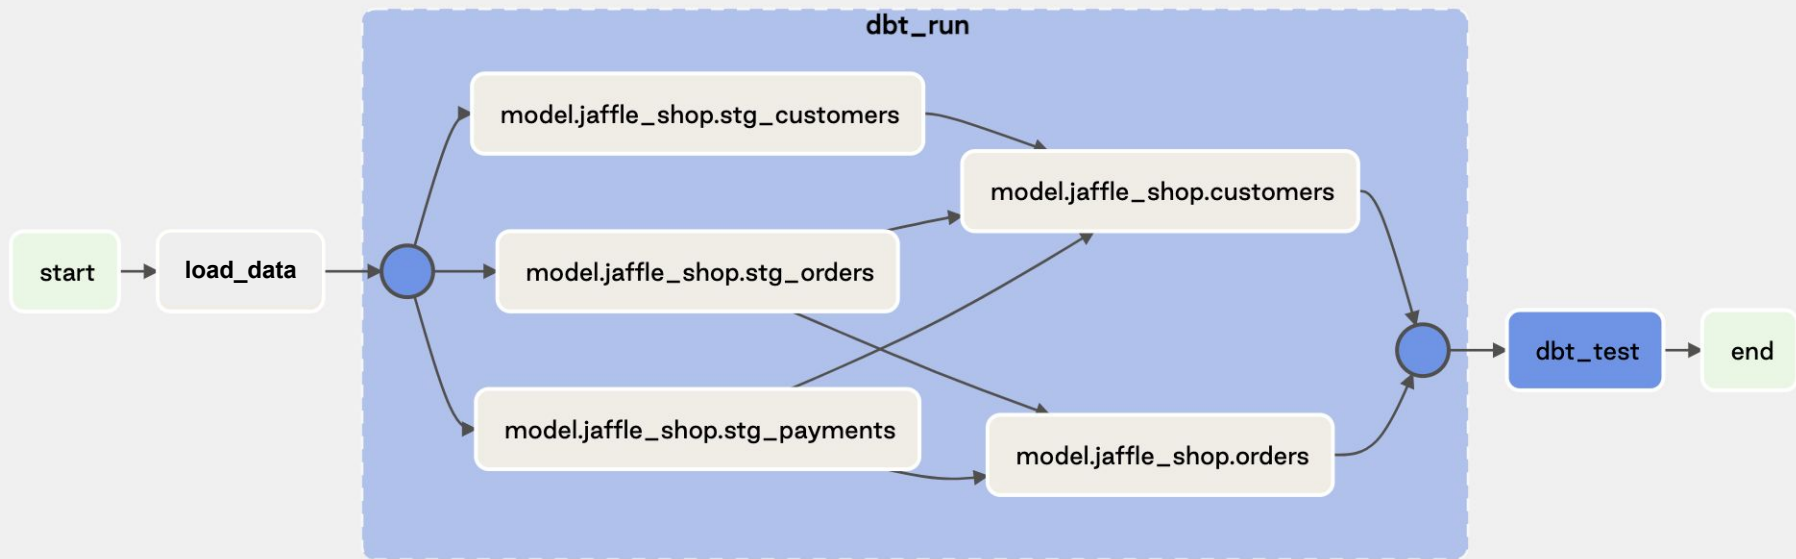 dbt_run
model.jaffle_shop.stg_customers
model.jaffle_shop.customers
start
load_data
model.jaffle_shop.stg_orders
dbt_test
end
model.jaffle_shop.stg_payments
model.jaffle_shop.orders